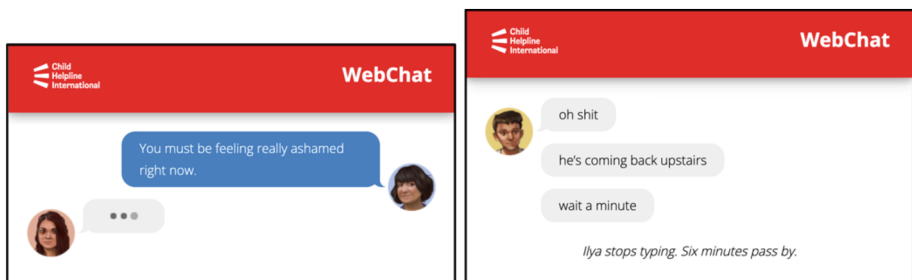 Child
Helpline
International
WebChat
You must be feeling really ashamed
right now.
Child
Helpline
International
WebChat
oh shit
he's coming back upstairs
wait a minute
Ilya stops typing. Six minutes pass by.